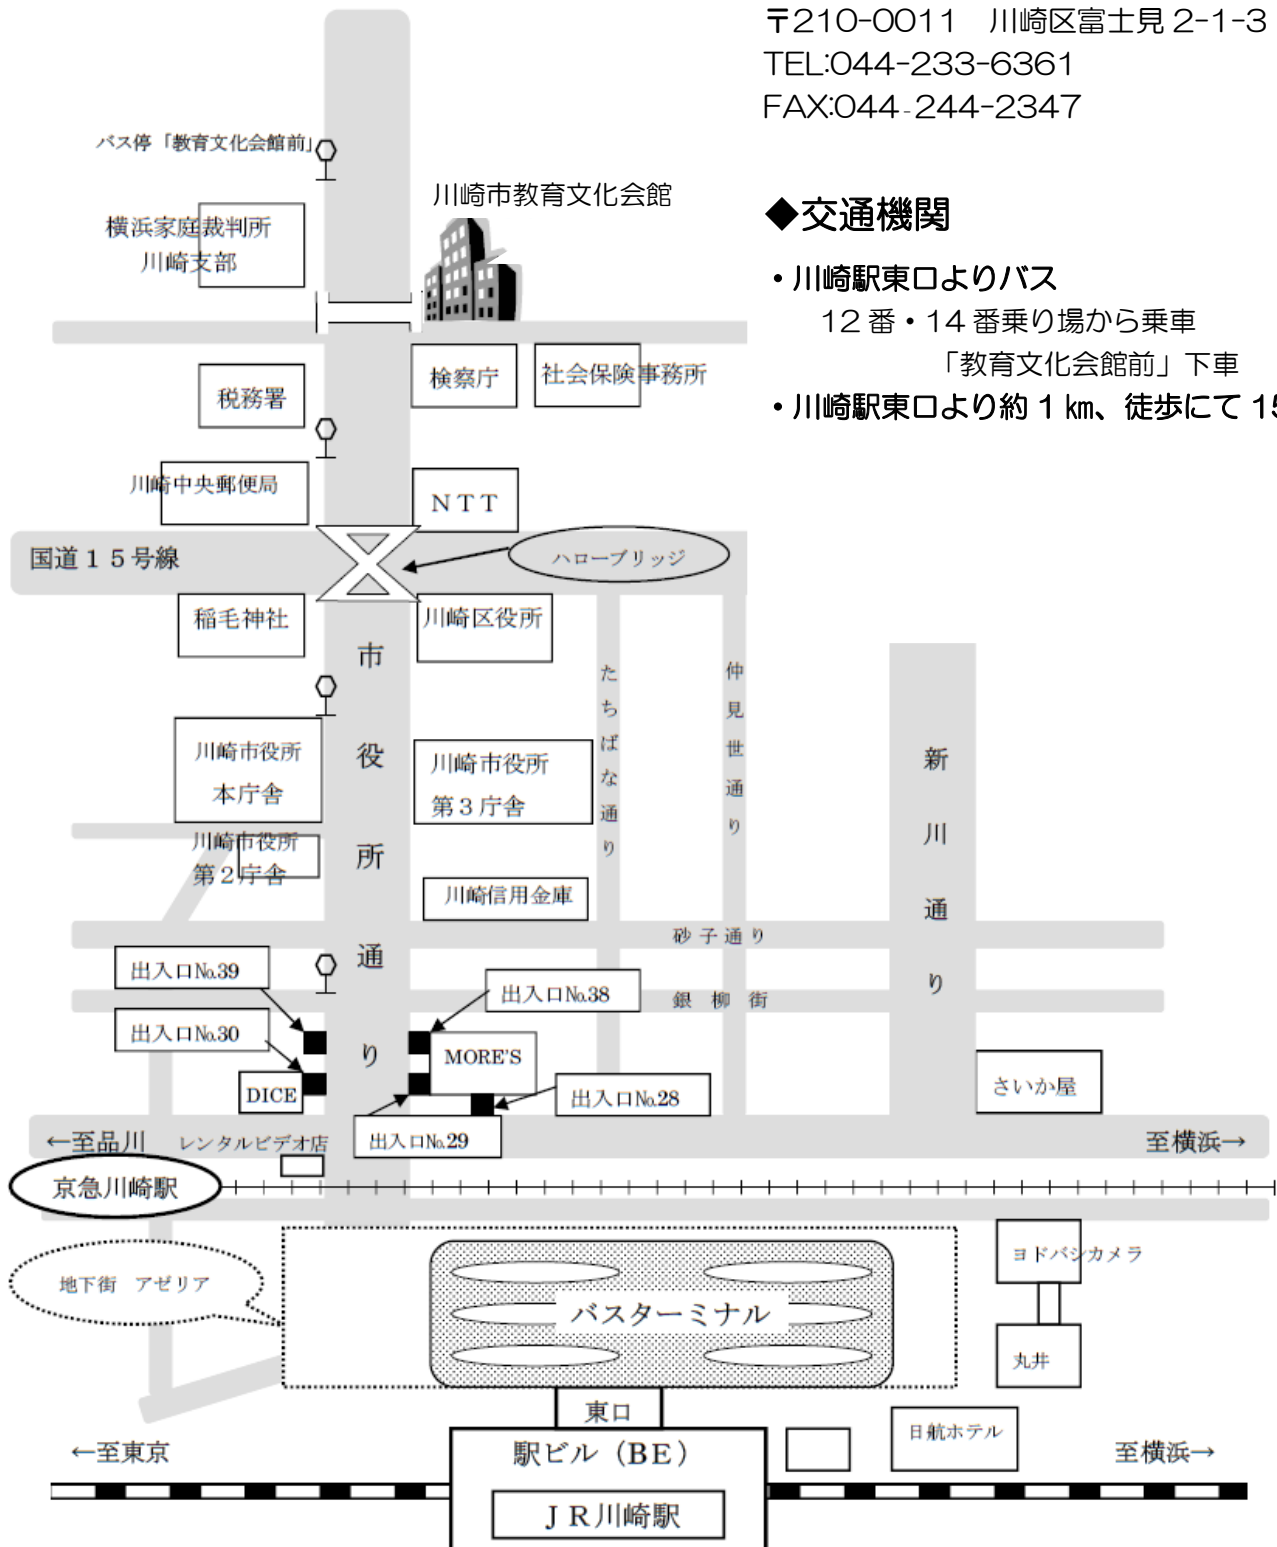 〒210-0011　川崎区富士見 2-1-3
TEL:044-233-6361
FAX:044-244-2347
◆交通機関
・川崎駅東口よりバス
12 番・14 番乗り場から乗車
「教育文化会館前」下車
・川崎駅東口より約 1 ㎞、徒歩にて 15
バス停「教育文化会館前」
川崎市教育文化会館
横浜家庭裁判所
川崎支部
税務署
検察庁
社会保険事務所
川崎中央郵便局
ＮＴＴ
国道１５号線
ハローブリッジ
稲毛神社
川崎区役所
市役所通り
たちばな通り
仲見世通り
新川通り
川崎市役所
本庁舎
川崎市役所
第３庁舎
川崎市役所
第２庁舎
川崎信用金庫
砂子通り
出入口№39
出入口№38
銀柳街
出入口№30
MORE'S
DICE
出入口№28
さいか屋
出入口№29
←至品川
レンタルビデオ店
至横浜→
京急川崎駅
地下街　アゼリア
バスターミナル
ヨドバシカメラ
丸井
東口
日航ホテル
←至東京
駅ビル（BE）
至横浜→
ＪＲ川崎駅